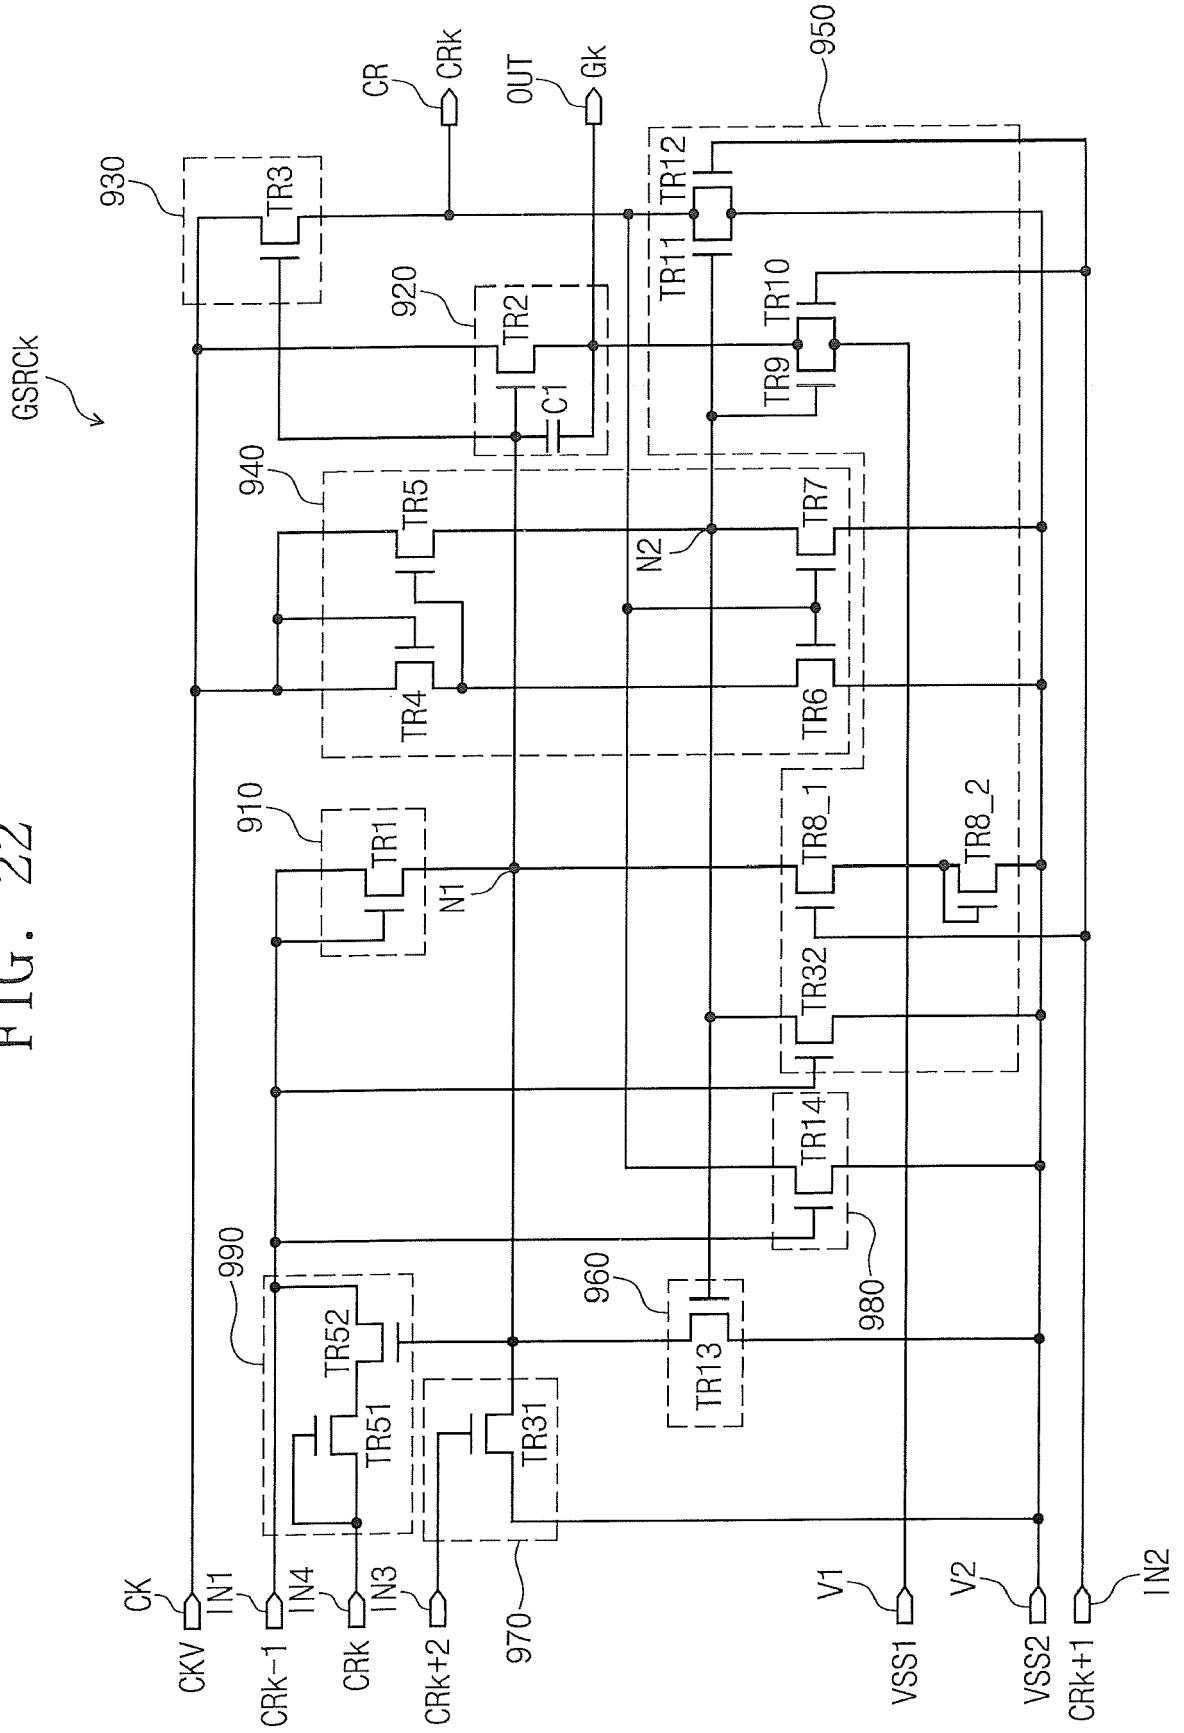 FIG. 22
GSRCk
930
TR3
CR
CRk
OUT
Gk
920
TR2
C1
940
TR4
TR5
TR6
TR7
N2
950
TR11
TR12
TR9
TR10
910
TR1
N1
TR8_1
TR8_2
TR32
990
TR51
TR52
960
TR13
980
TR14
970
TR31
CK
CKV
IN1
CRk-1
IN4
CRk
IN3
CRk+2
V1
VSS1
V2
VSS2
IN2
CRk+1